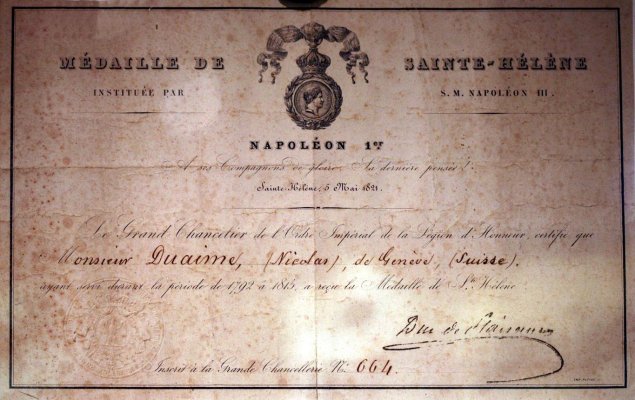 MÉDAILLE DE SAINTE-HÉLÈNE
INSTITUÉE PAR S. M. NAPOLÉON III.
NAPOLÉON 1er
A ses Compagnons de gloire, Sa dernière pensée!
Sainte-Hélène, 5 Mai 1821.
Le Grand Chancelier de l'Ordre Impérial de la Légion d'Honneur, certifie que
Monsieur Duaime, (Nicolas), de Genève, (Suisse).
ayant servi durant la période de 1792 à 1815, a reçu la Médaille de Ste Hélène
Duc de Plaisance
Inscrit à la Grande Chancellerie No 664.